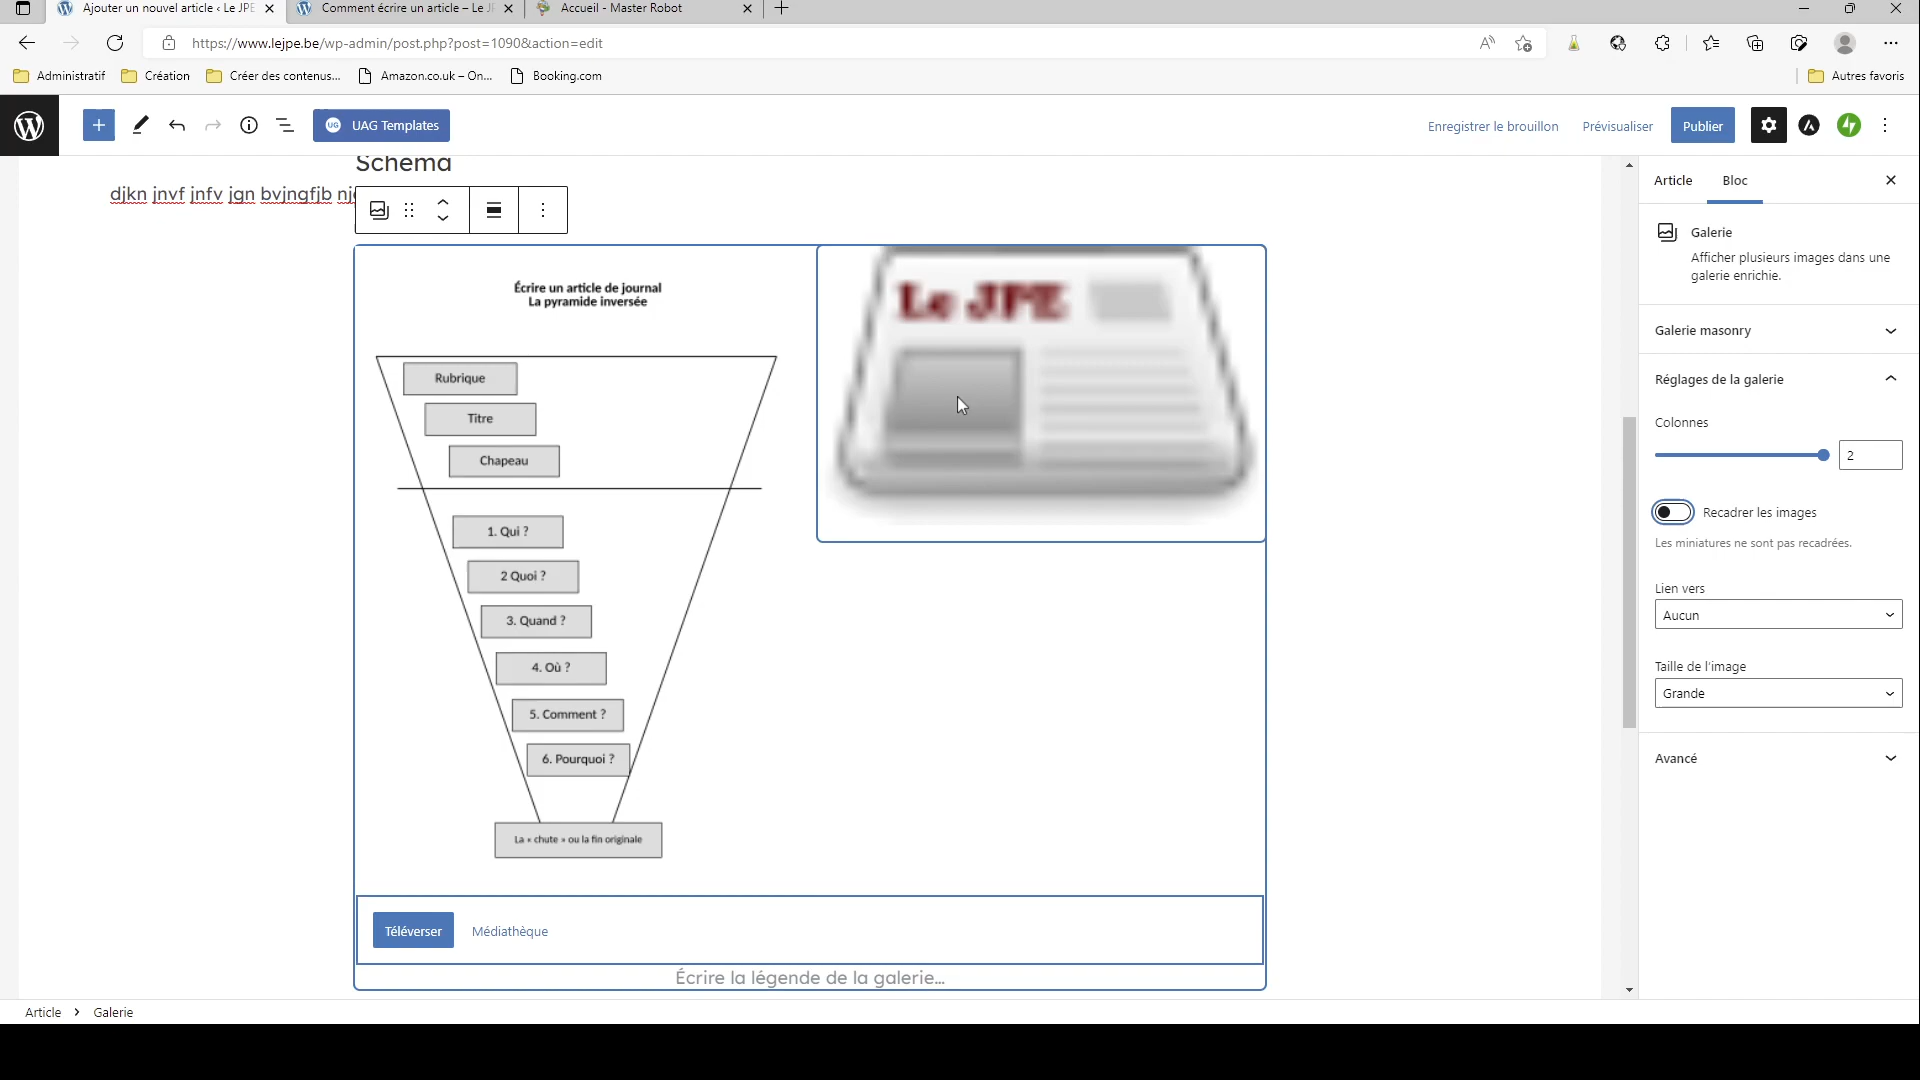 Ajouter un nouvel article ‹ Le JPE
Comment écrire un article – Le J
Accueil - Master Robot
https://www.lejpe.be/wp-admin/post.php?post=1090&action=edit
Administratif
Création
Créer des contenus...
Amazon.co.uk – On...
Booking.com
Autres favoris
UAG Templates
Enregistrer le brouillon
Prévisualiser
Publier
Schema
djkn jnvf jnfv jgn bvjngfjb
Article
Bloc
Galerie
Afficher plusieurs images dans une
galerie enrichie.
Galerie masonry
Réglages de la galerie
Colonnes
2
Recadrer les images
Les miniatures ne sont pas recadrées.
Lien vers
Aucun
Taille de l'image
Grande
Avancé
Écrire un article de journal
La pyramide inversée
Rubrique
Titre
Chapeau
1. Qui ?
2 Quoi ?
3. Quand ?
4. Où ?
5. Comment ?
6. Pourquoi ?
La « chute » ou la fin originale
Le JPE
Téléverser
Médiathèque
Écrire la légende de la galerie...
Article
Galerie